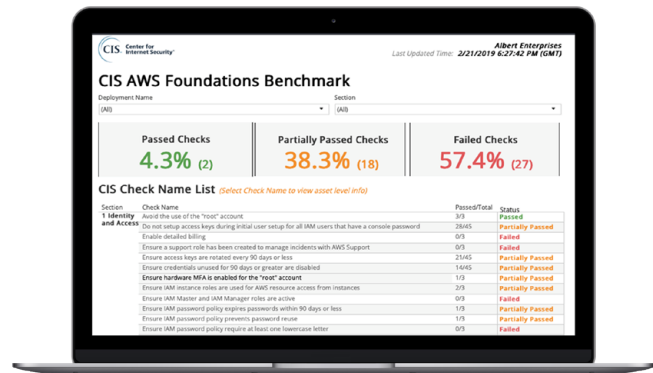 CIS. Center for
Internet Security®
Albert Enterprises
Last Updated Time: 2/21/2019 6:27:42 PM (GMT)
CIS AWS Foundations Benchmark
Deployment Name Section
(All) (All)
Passed Checks Partially Passed Checks Failed Checks
4.3% (2) 38.3% (18) 57.4% (27)
CIS Check Name List (Select Check Name to view asset level info)
Section Check Name Passed/Total Status
1 Identity and Access Avoid the use of the "root" account 3/3 Passed
Do not setup access keys during initial user setup for all IAM users that have a console password 28/45 Partially Passed
Enable detailed billing 0/3 Failed
Ensure a support role has been created to manage incidents with AWS Support 0/3 Failed
Ensure access keys are rotated every 90 days or less 21/45 Partially Passed
Ensure credentials unused for 90 days or greater are disabled 14/45 Partially Passed
Ensure hardware MFA is enabled for the "root" account 1/3 Partially Passed
Ensure IAM instance roles are used for AWS resource access from instances 2/3 Partially Passed
Ensure IAM Master and IAM Manager roles are active 0/3 Failed
Ensure IAM password policy expires passwords within 90 days or less 1/3 Partially Passed
Ensure IAM password policy prevents password reuse 1/3 Partially Passed
Ensure IAM password policy require at least one lowercase letter 0/3 Failed